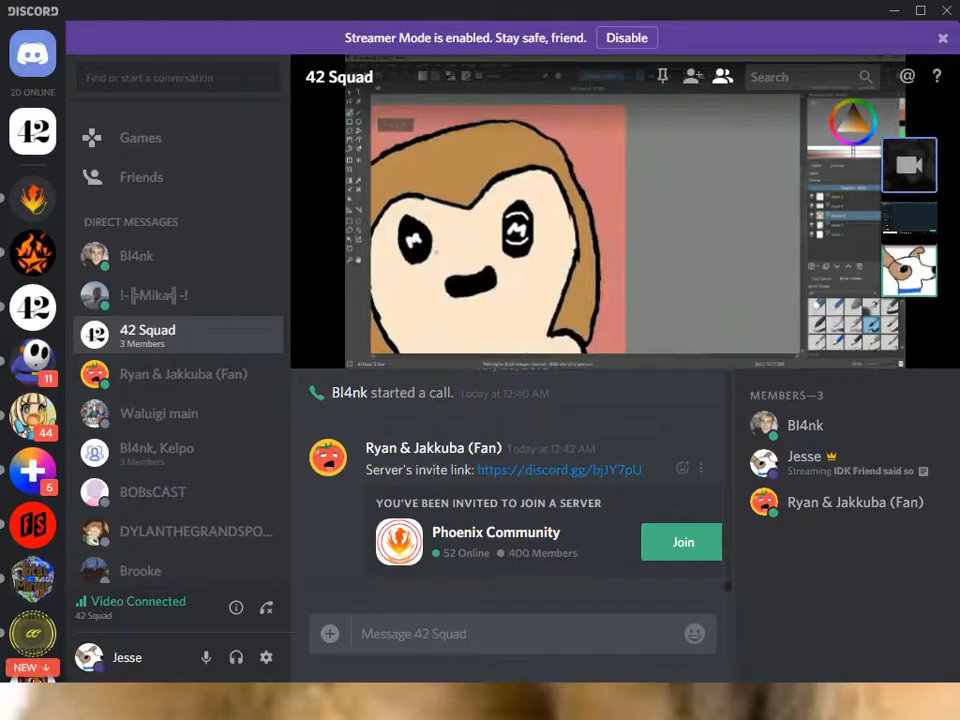 DISCORD
Streamer Mode is enabled. Stay safe, friend. Disable
20 ONLINE
42
42
11
44
6
NEW ↓
Find or start a conversation
Games
Friends
DIRECT MESSAGES
Bl4nk
!-╠Mika╣-!
42
42 Squad
3 Members
Ryan & Jakkuba (Fan)
Waluigi main
Bl4nk, Kelpo
3 Members
BOBsCAST
DYLANTHEGRANDSPO...
Brooke
Video Connected
42 Squad
Jesse
42 Squad
Search
@ ?
Bl4nk started a call. Today at 12:40 AM
Ryan & Jakkuba (Fan) Today at 12:42 AM
Server's invite link: https://discord.gg/bjJY7pU
YOU'VE BEEN INVITED TO JOIN A SERVER
Phoenix Community
52 Online 400 Members
Join
Message 42 Squad
MEMBERS—3
Bl4nk
Jesse
Streaming IDK Friend said so
Ryan & Jakkuba (Fan)